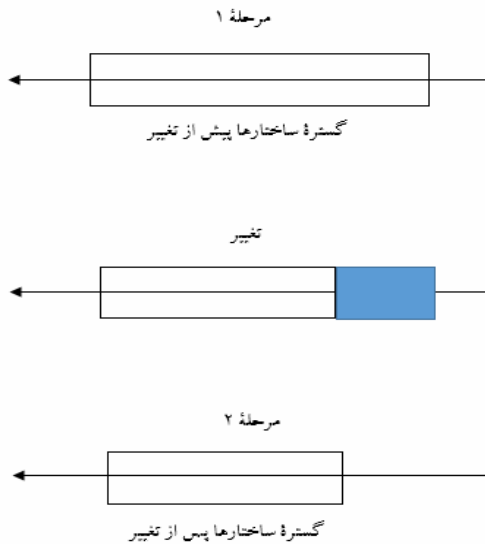 مرحلهٔ ۱
گسترهٔ ساختارها پیش از تغییر
تغییر
مرحلهٔ ۲
گسترهٔ ساختارها پس از تغییر